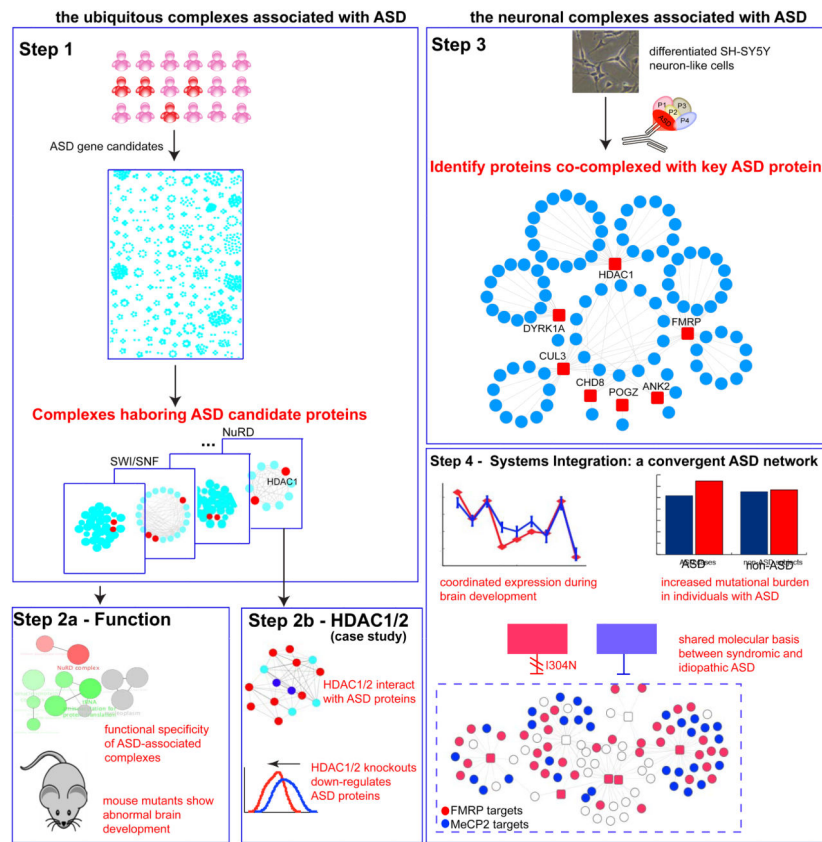 the ubiquitous complexes associated with ASD
Step 1
ASD gene candidates
Complexes haboring ASD candidate proteins
... NuRD
SWI/SNF
HDAC1
Step 2a - Function
NuRD complex
RNA
functional specificity
of ASD-associated
complexes
mouse mutants show
abnormal brain
development
Step 2b - HDAC1/2
(case study)
HDAC1/2 interact
with ASD proteins
HDAC1/2 knockouts
down-regulates
ASD proteins
the neuronal complexes associated with ASD
Step 3
differentiated SH-SY5Y
neuron-like cells
P1
P3
P2
ASD
P4
Identify proteins co-complexed with key ASD protein
HDAC1
DYRK1A
FMRP
CUL3
CHD8
POGZ
ANK2
Step 4 - Systems Integration: a convergent ASD network
ASD
non-ASD
coordinated expression during
brain development
increased mutational burden
in individuals with ASD
I304N
shared molecular basis
between syndromic and
idiopathic ASD
FMRP targets
MeCP2 targets